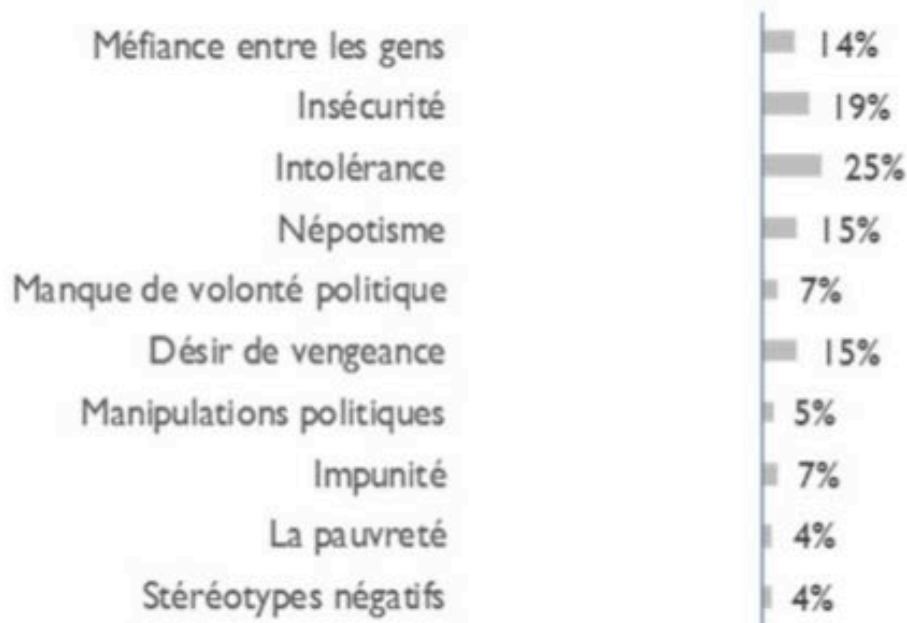 Méfiance entre les gens 14%
Insécurité 19%
Intolérance 25%
Népotisme 15%
Manque de volonté politique 7%
Désir de vengeance 15%
Manipulations politiques 5%
Impunité 7%
La pauvreté 4%
Stéréotypes négatifs 4%